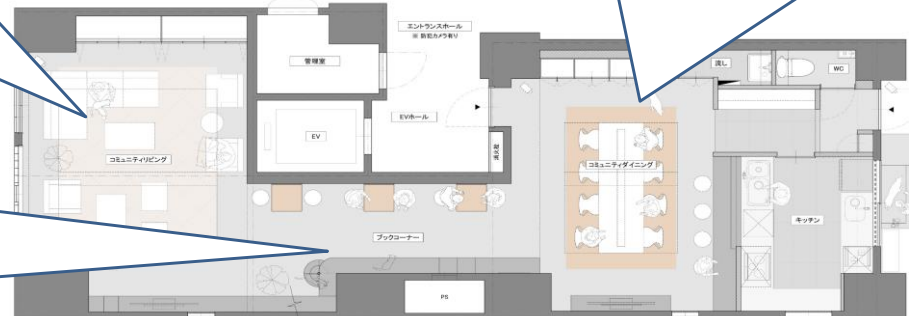 エントランスホール
※ 防犯カメラ有り
管理室
流し
WC
EVホール
EV
消火栓
コミュニティリビング
コミュニティダイニング
キッチン
ブックコーナー
PS